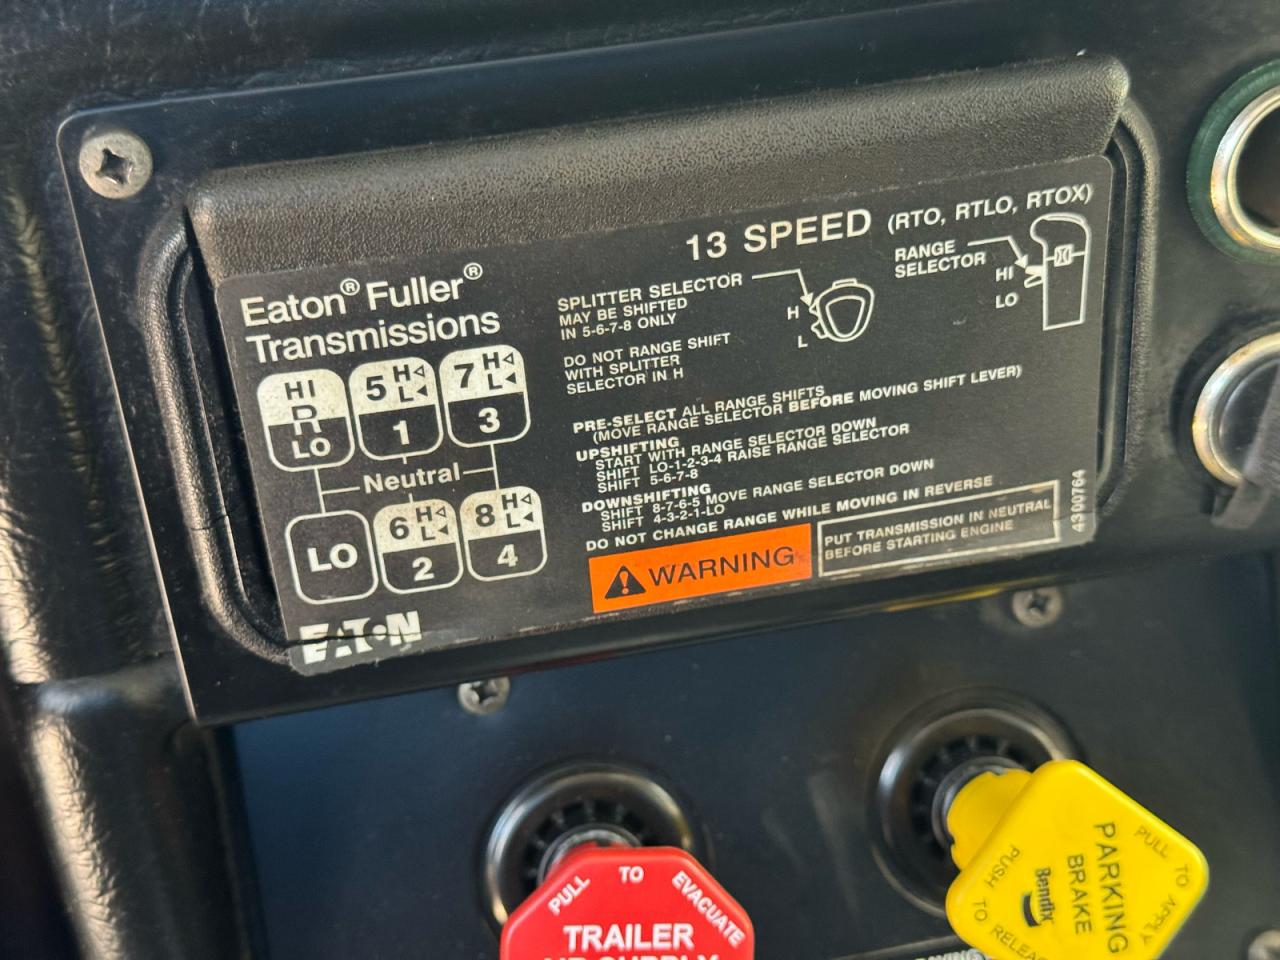 13 SPEED (RTO, RTLO, RTOX)
Eaton® Fuller®
Transmissions
HI
R
LO
5 H
L
1
7 H
L
3
Neutral
LO
6 H
L
2
8 H
L
4
EATON
SPLITTER SELECTOR
MAY BE SHIFTED
IN 5-6-7-8 ONLY
H
L
RANGE
SELECTOR
HI
LO
DO NOT RANGE SHIFT
WITH SPLITTER
SELECTOR IN H
PRE-SELECT ALL RANGE SHIFTS
(MOVE RANGE SELECTOR BEFORE MOVING SHIFT LEVER)
UPSHIFTING
START WITH RANGE SELECTOR DOWN
SHIFT LO-1-2-3-4 RAISE RANGE SELECTOR
SHIFT 5-6-7-8
DOWNSHIFTING
SHIFT 8-7-6-5 MOVE RANGE SELECTOR DOWN
SHIFT 4-3-2-1-LO
DO NOT CHANGE RANGE WHILE MOVING IN REVERSE
WARNING
PUT TRANSMISSION IN NEUTRAL
BEFORE STARTING ENGINE
4300764
PULL TO EVACUATE
TRAILER
AIR SUPPLY
PULL TO APPLY
PARKING
BRAKE
Bendix
PUSH TO RELEASE